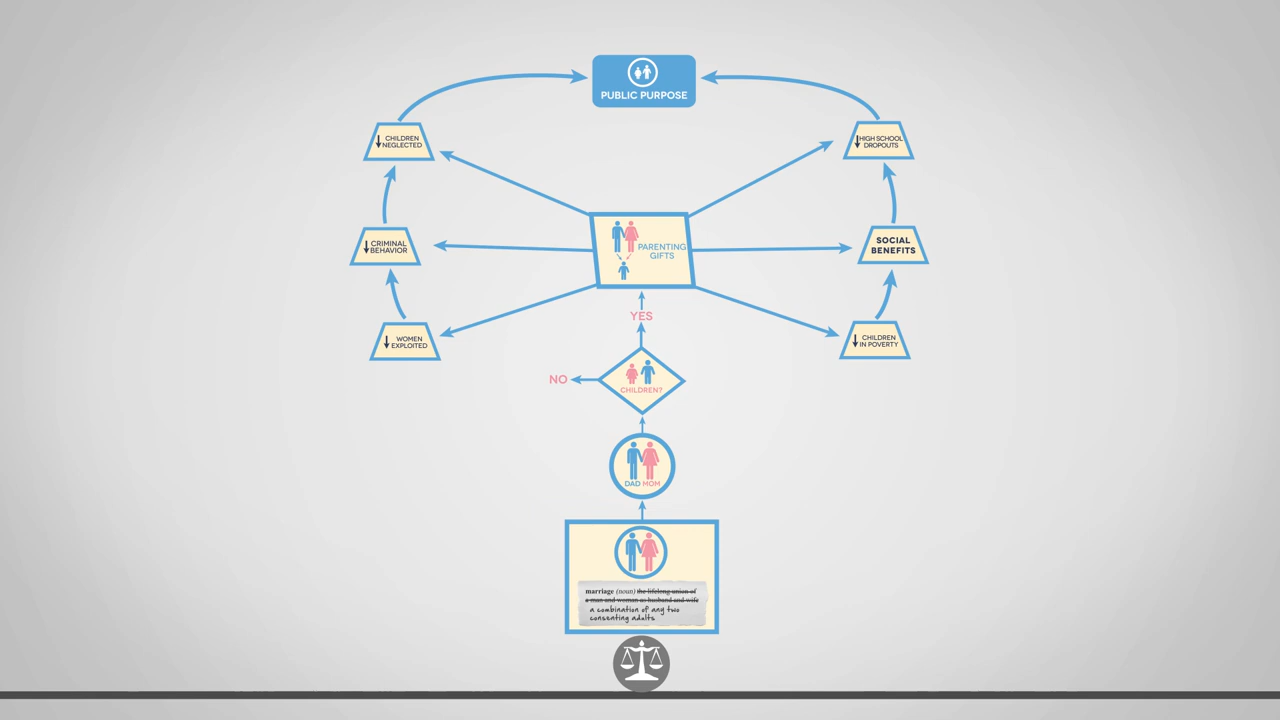 PUBLIC PURPOSE
CHILDREN
NEGLECTED
HIGH SCHOOL
DROPOUTS
CRIMINAL
BEHAVIOR
PARENTING
GIFTS
SOCIAL
BENEFITS
WOMEN
EXPLOITED
YES
CHILDREN
IN POVERTY
NO
CHILDREN?
DAD MOM
marriage (noun) the lifelong union of
a man and woman as husband and wife
a combination of any two
consenting adults